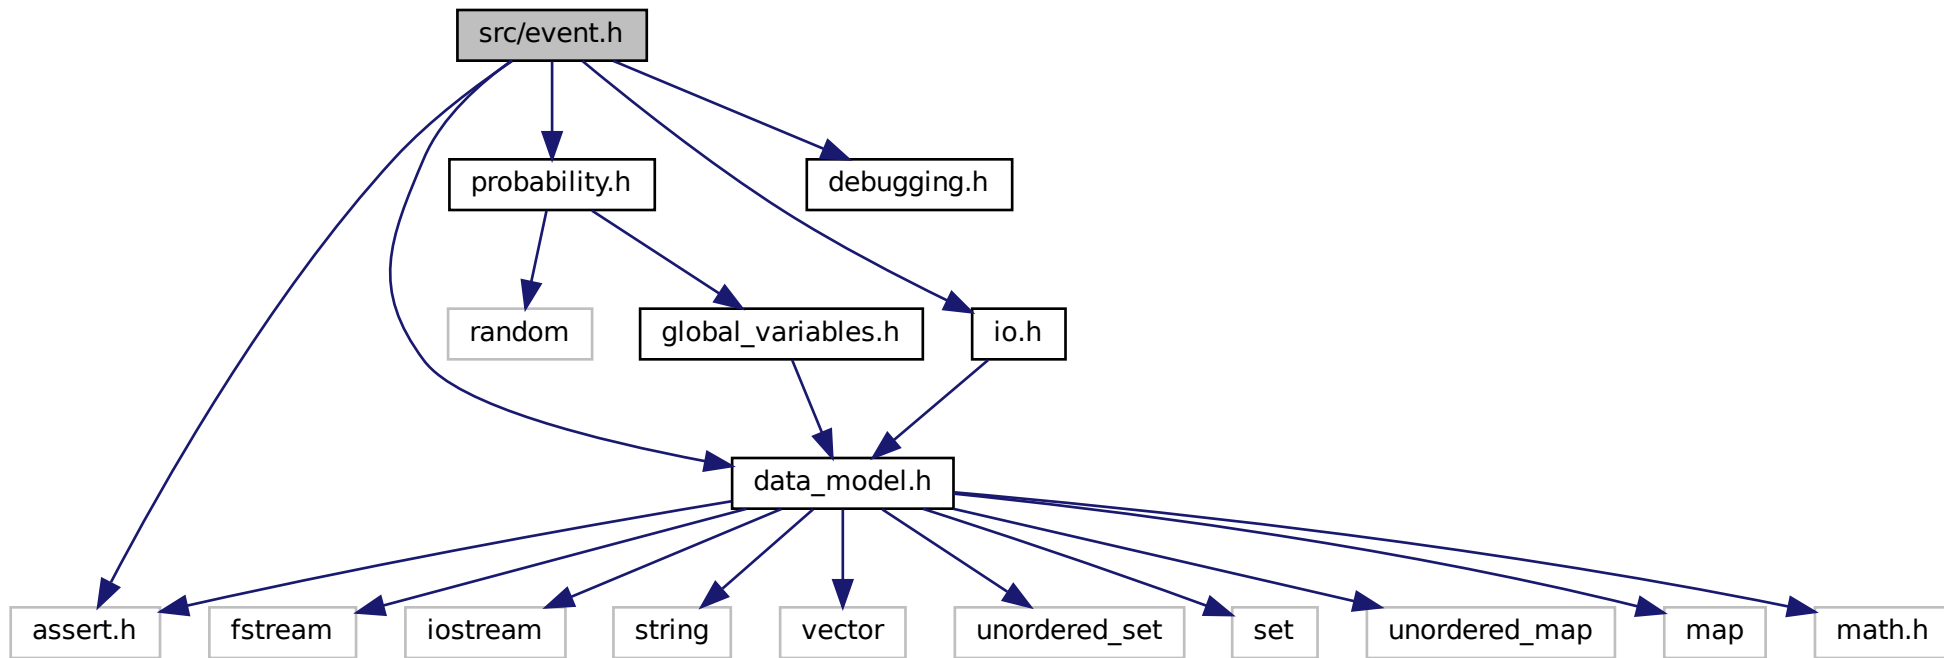 src/event.h
probability.h
debugging.h
random
global_variables.h
io.h
data_model.h
assert.h
fstream
iostream
string
vector
unordered_set
set
unordered_map
map
math.h